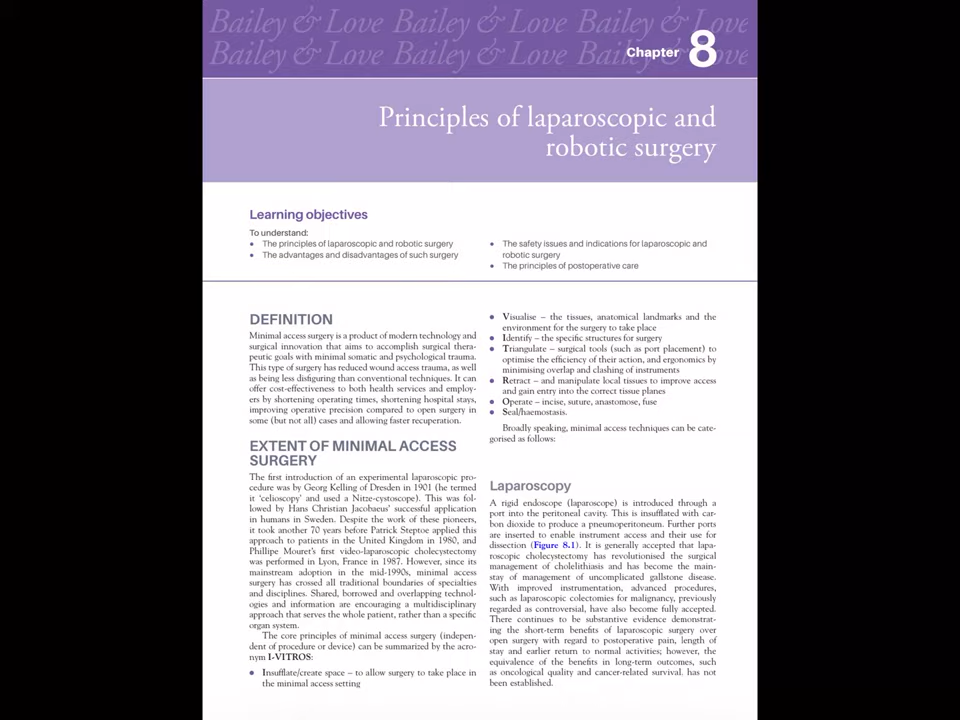 Bailey & Love Bailey & Love Bailey & Love
Bailey & Love Bailey & Love Bailey & Love
Chapter 8
Principles of laparoscopic and
robotic surgery
Learning objectives
To understand:
• The principles of laparoscopic and robotic surgery
• The advantages and disadvantages of such surgery
• The safety issues and indications for laparoscopic and
robotic surgery
• The principles of postoperative care
DEFINITION
Minimal access surgery is a product of modern technology and
surgical innovation that aims to accomplish surgical thera-
peutic goals with minimal somatic and psychological trauma.
This type of surgery has reduced wound access trauma, as well
as being less disfiguring than conventional techniques. It can
offer cost-effectiveness to both health services and employ-
ers by shortening operating times, shortening hospital stays,
improving operative precision compared to open surgery in
some (but not all) cases and allowing faster recuperation.
EXTENT OF MINIMAL ACCESS
SURGERY
The first introduction of an experimental laparoscopic pro-
cedure was by Georg Kelling of Dresden in 1901 (he termed
it ‘celioscopy’ and used a Nitze-cystoscope). This was fol-
lowed by Hans Christian Jacobaeus’ successful application
in humans in Sweden. Despite the work of these pioneers,
it took another 70 years before Patrick Steptoe applied this
approach to patients in the United Kingdom in 1980, and
Phillipe Mouret’s first video-laparoscopic cholecystectomy
was performed in Lyon, France in 1987. However, since its
mainstream adoption in the mid-1990s, minimal access
surgery has crossed all traditional boundaries of specialties
and disciplines. Shared, borrowed and overlapping technol-
ogies and information are encouraging a multidisciplinary
approach that serves the whole patient, rather than a specific
organ system.
The core principles of minimal access surgery (indepen-
dent of procedure or device) can be summarized by the acro-
nym I-VITROS:
• Insufflate/create space – to allow surgery to take place in
the minimal access setting
• Visualise – the tissues, anatomical landmarks and the
environment for the surgery to take place
• Identify – the specific structures for surgery
• Triangulate – surgical tools (such as port placement) to
optimise the efficiency of their action, and ergonomics by
minimising overlap and clashing of instruments
• Retract – and manipulate local tissues to improve access
and gain entry into the correct tissue planes
• Operate – incise, suture, anastomose, fuse
• Seal/haemostasis.
Broadly speaking, minimal access techniques can be cate-
gorised as follows:
Laparoscopy
A rigid endoscope (laparoscope) is introduced through a
port into the peritoneal cavity. This is insufflated with car-
bon dioxide to produce a pneumoperitoneum. Further ports
are inserted to enable instrument access and their use for
dissection (Figure 8.1). It is generally accepted that lapa-
roscopic cholecystectomy has revolutionised the surgical
management of cholelithiasis and has become the main-
stay of management of uncomplicated gallstone disease.
With improved instrumentation, advanced procedures,
such as laparoscopic colectomies for malignancy, previously
regarded as controversial, have also become fully accepted.
There continues to be substantive evidence demonstrat-
ing the short-term benefits of laparoscopic surgery over
open surgery with regard to postoperative pain, length of
stay and earlier return to normal activities; however, the
equivalence of the benefits in long-term outcomes, such
as oncological quality and cancer-related survival. has not
been established.